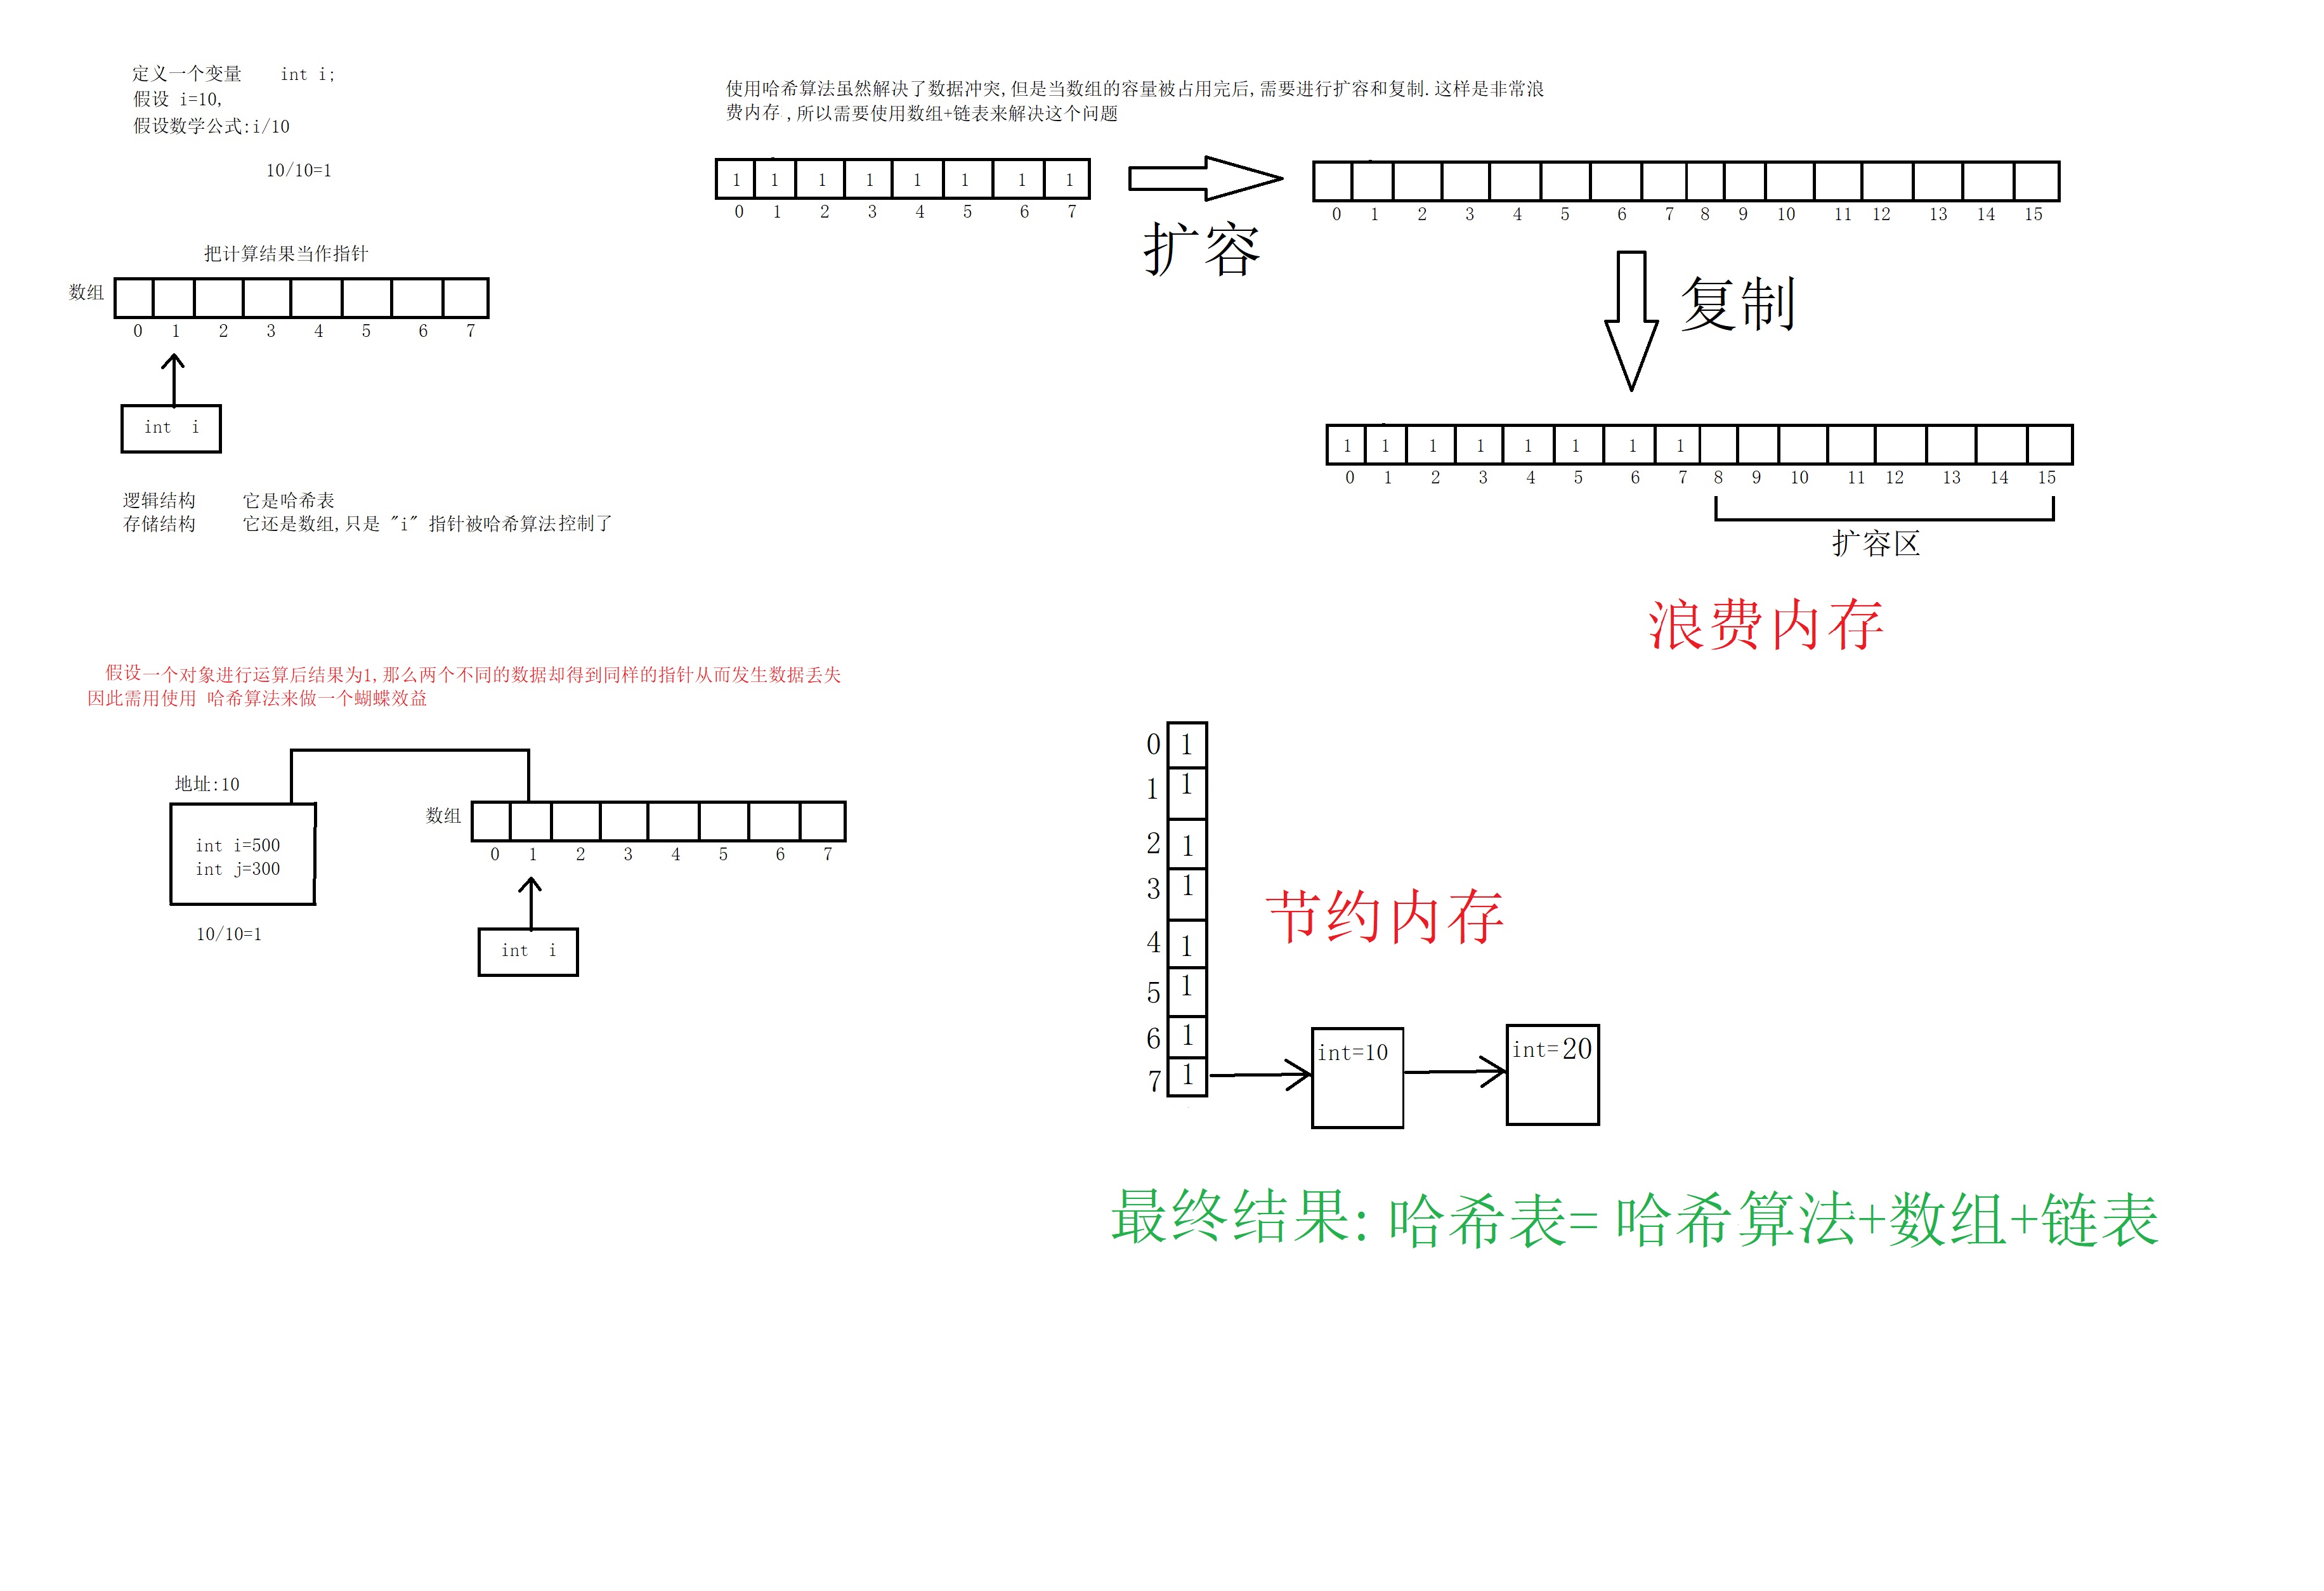 定义一个变量    int i;
假设 i=10,
假设数学公式:i/10
10/10=1
把计算结果当作指针
数组
0 1 2 3 4 5 6 7
int i
逻辑结构    它是哈希表
存储结构    它还是数组,只是 "i" 指针被哈希算法控制了
假设一个对象进行运算后结果为1,那么两个不同的数据却得到同样的指针从而发生数据丢失
因此需用使用 哈希算法来做一个蝴蝶效益
地址:10
int i=500
int j=300
10/10=1
数组
0 1 2 3 4 5 6 7
int i
使用哈希算法虽然解决了数据冲突,但是当数组的容量被占用完后,需要进行扩容和复制.这样是非常浪
费内存,所以需要使用数组+链表来解决这个问题
1 1 1 1 1 1 1 1
0 1 2 3 4 5 6 7
扩容
0 1 2 3 4 5 6 7 8 9 10 11 12 13 14 15
复制
1 1 1 1 1 1 1 1
0 1 2 3 4 5 6 7 8 9 10 11 12 13 14 15
扩容区
浪费内存
0 1
1 1
2 1
3 1
节约内存
4 1
5 1
6 1
7 1
int=10
int=20
最终结果:哈希表=哈希算法+数组+链表